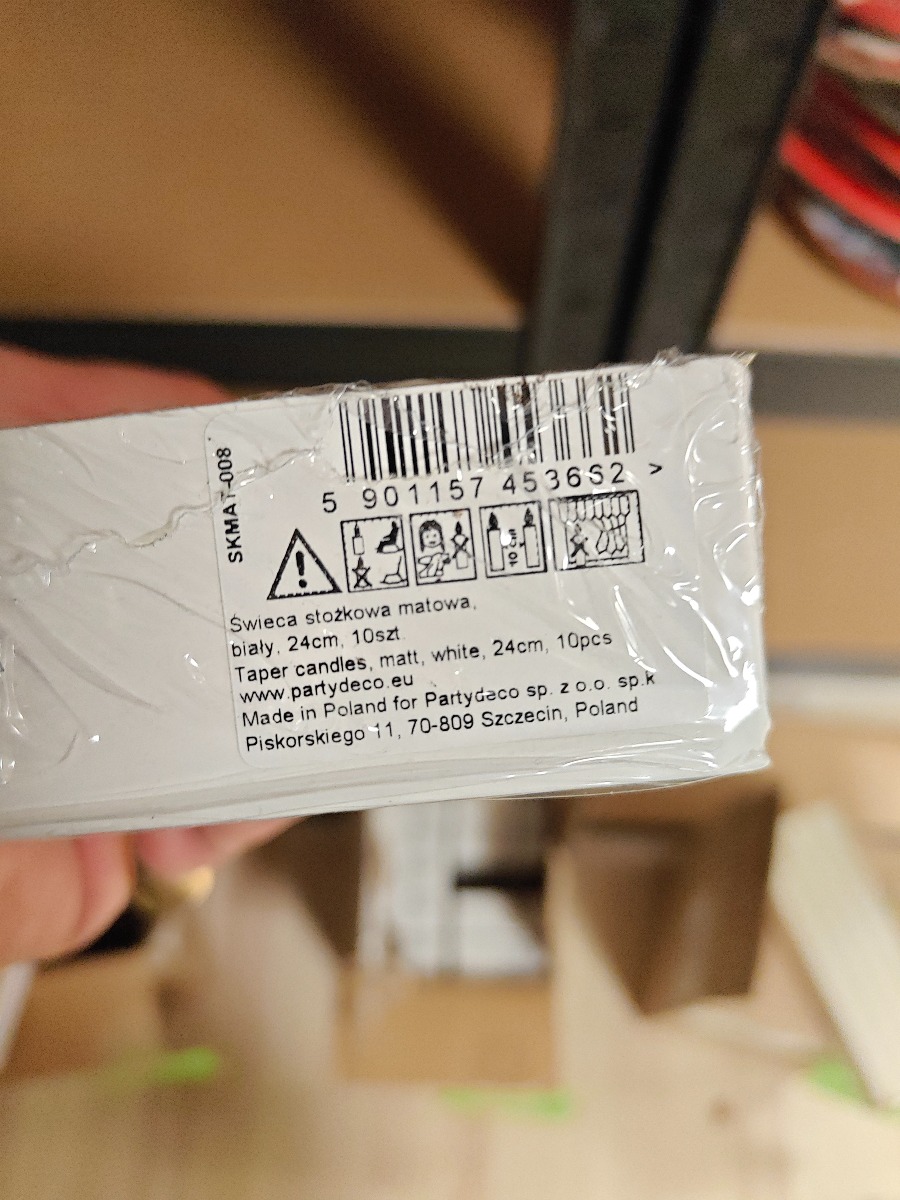 SKMAT-008
5 901157 453662 >
10 cm
Świeca stożkowa matowa,
biały, 24cm, 10szt.
Taper candles, matt, white, 24cm, 10pcs
www.partydeco.eu
Made in Poland for Partydeco sp. z o.o. sp.k
Piskorskiego 11, 70-809 Szczecin, Poland